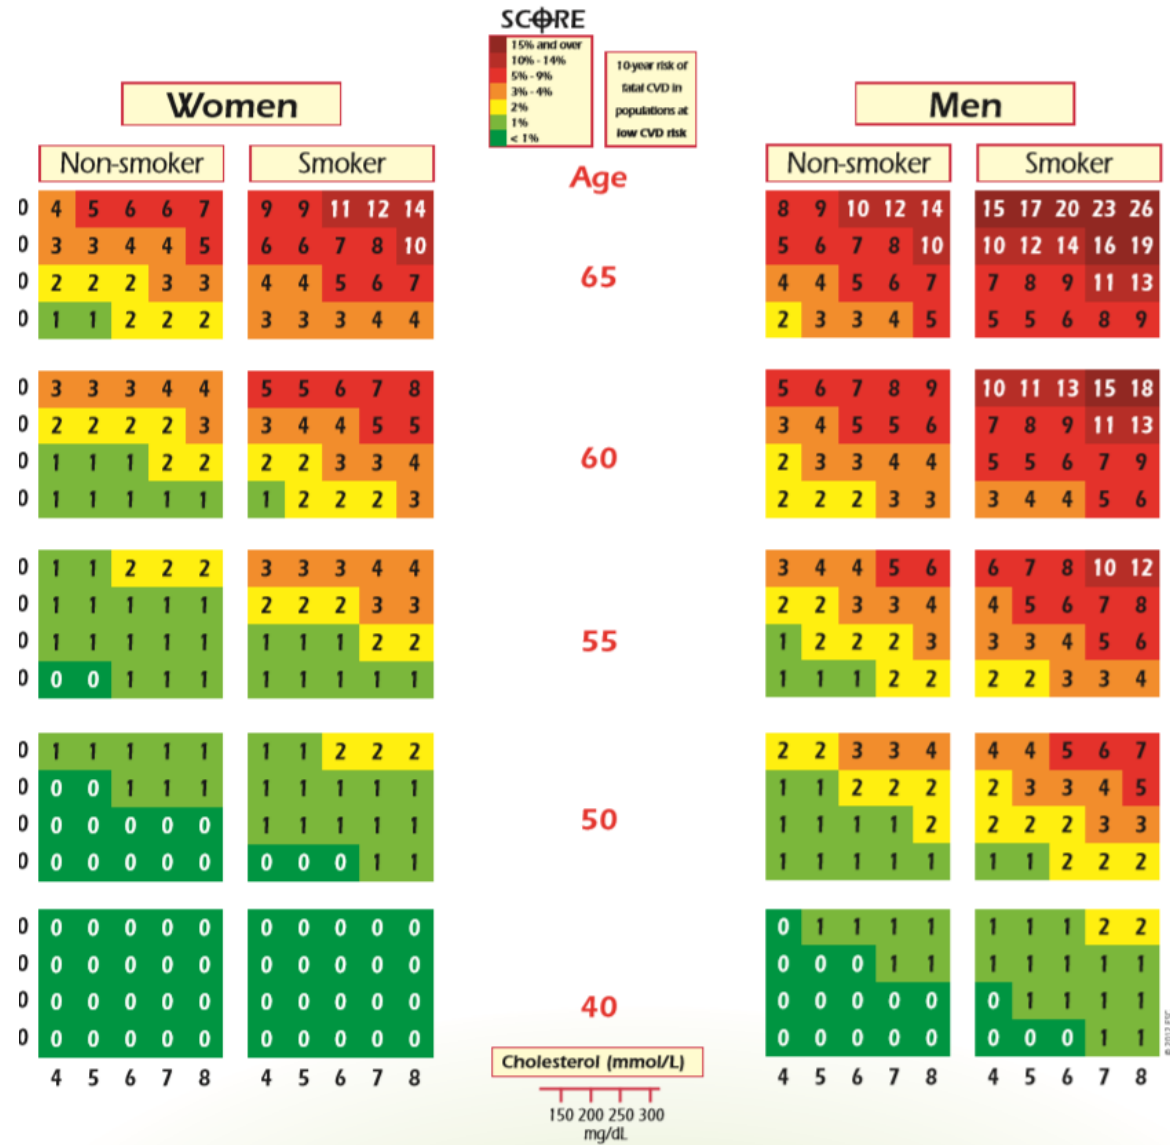 SCORE
15% and over
10% - 14%
5% - 9%
3% - 4%
2%
1%
< 1%
10-year risk of
fatal CVD in
populations at
low CVD risk
Women
Men
Non-smoker
Smoker
Age
Non-smoker
Smoker
0 4 5 6 6 7 9 9 11 12 14 8 9 10 12 14 15 17 20 23 26
0 3 3 4 4 5 6 6 7 8 10 5 6 7 8 10 10 12 14 16 19
65
0 2 2 2 3 3 4 4 5 6 7 4 4 5 6 7 7 8 9 11 13
0 1 1 2 2 2 3 3 3 4 4 2 3 3 4 5 5 5 6 8 9
0 3 3 3 4 4 5 5 6 7 8 5 6 7 8 9 10 11 13 15 18
0 2 2 2 2 3 3 4 4 5 5 3 4 5 5 6 7 8 9 11 13
60
0 1 1 1 2 2 2 2 3 3 4 2 3 3 4 4 5 5 6 7 9
0 1 1 1 1 1 1 2 2 2 3 2 2 2 3 3 3 4 4 5 6
0 1 1 2 2 2 3 3 3 4 4 3 4 4 5 6 6 7 8 10 12
0 1 1 1 1 1 2 2 2 3 3 2 2 3 3 4 4 5 6 7 8
55
0 1 1 1 1 1 1 1 1 2 2 1 2 2 2 3 3 3 4 5 6
0 0 0 1 1 1 1 1 1 1 1 1 1 1 2 2 2 2 3 3 4
0 1 1 1 1 1 1 1 2 2 2 2 2 3 3 4 4 4 5 6 7
0 0 0 1 1 1 1 1 1 1 1 1 1 2 2 2 2 3 3 4 5
50
0 0 0 0 0 0 1 1 1 1 1 1 1 1 1 2 2 2 2 3 3
0 0 0 0 0 0 0 0 0 1 1 1 1 1 1 1 1 1 2 2 2
0 0 0 0 0 0 0 0 0 0 0 0 1 1 1 1 1 1 1 2 2
0 0 0 0 0 0 0 0 0 0 0 0 0 0 1 1 1 1 1 1 1
40
0 0 0 0 0 0 0 0 0 0 0 0 0 0 0 0 0 1 1 1 1
0 0 0 0 0 0 0 0 0 0 0 0 0 0 0 0 0 0 0 1 1
4 5 6 7 8 4 5 6 7 8 4 5 6 7 8 4 5 6 7 8
Cholesterol (mmol/L)
150 200 250 300
mg/dL
© 2012 ESC